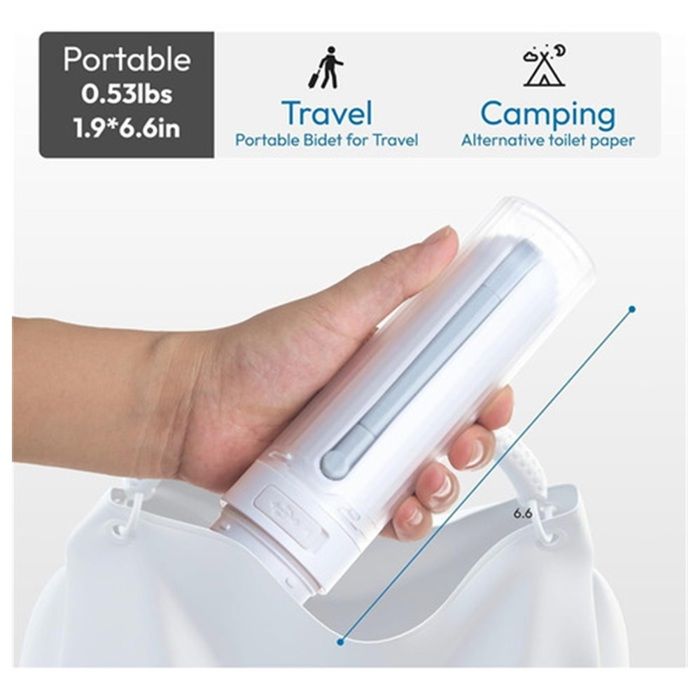 Portable
0.53lbs
1.9*6.6in
Travel
Portable Bidet for Travel
Camping
Alternative toilet paper
6.6